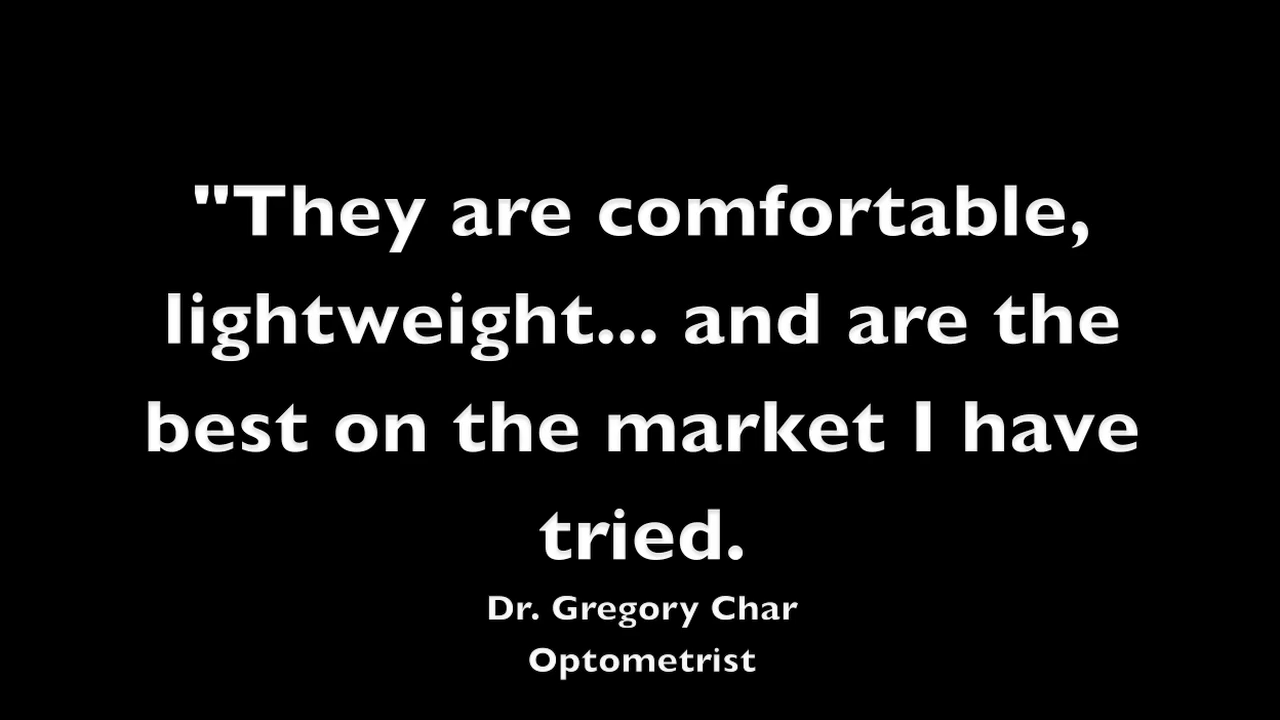 "They are comfortable,
lightweight... and are the
best on the market I have
tried.
Dr. Gregory Char
Optometrist